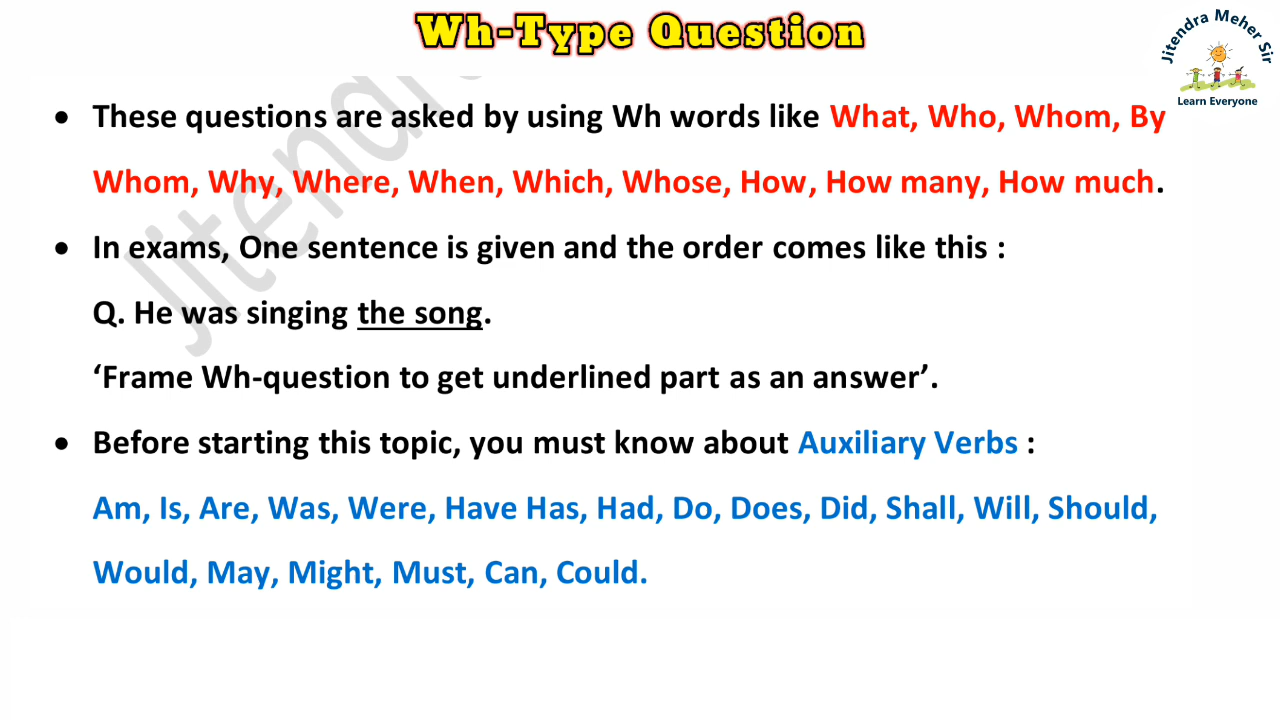 Wh-Type Question
Jitendra Meher Sir
Learn Everyone
• These questions are asked by using Wh words like What, Who, Whom, By
Whom, Why, Where, When, Which, Whose, How, How many, How much.
• In exams, One sentence is given and the order comes like this :
Q. He was singing the song.
‘Frame Wh-question to get underlined part as an answer’.
• Before starting this topic, you must know about Auxiliary Verbs :
Am, Is, Are, Was, Were, Have Has, Had, Do, Does, Did, Shall, Will, Should,
Would, May, Might, Must, Can, Could.